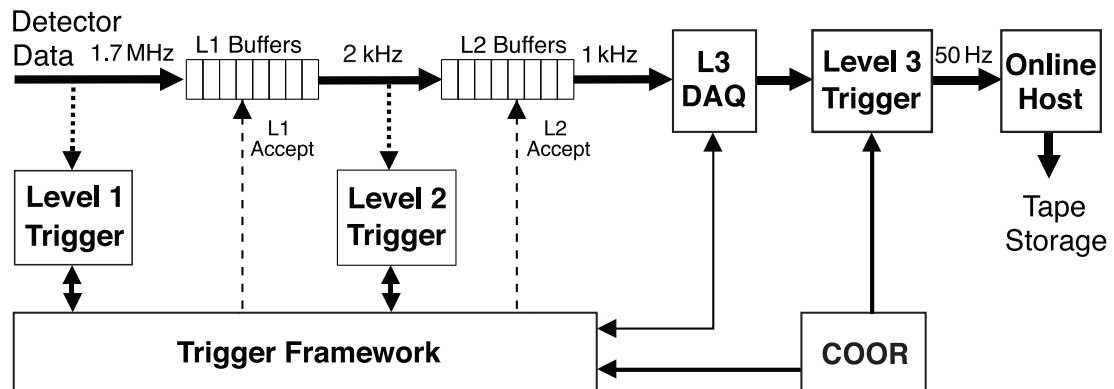 Detector
Data
1.7 MHz
L1 Buffers
2 kHz
L2 Buffers
1 kHz
L3
DAQ
Level 3
Trigger
50 Hz
Online
Host
L1
Accept
L2
Accept
Level 1
Trigger
Level 2
Trigger
Tape
Storage
Trigger Framework
COOR